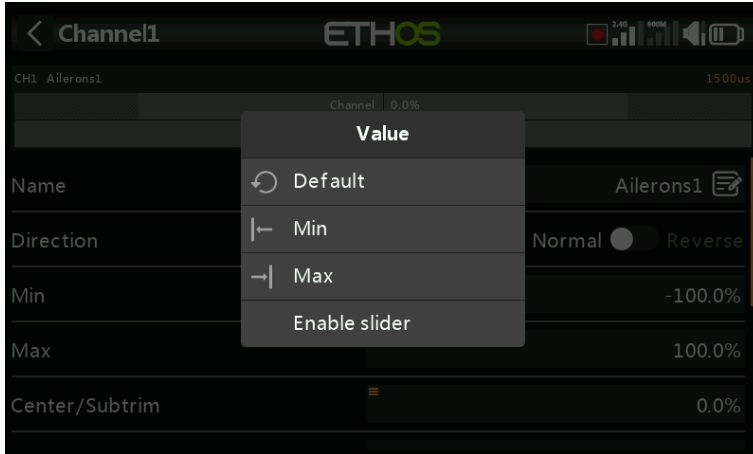 Channel1
ETHOS
2.4G 900M
CH1 Ailerons1 1500us
Channel 0.0%
Value
Default
Min
Max
Enable slider
Name Ailerons1
Direction Normal Reverse
Min -100.0%
Max 100.0%
Center/Subtrim 0.0%